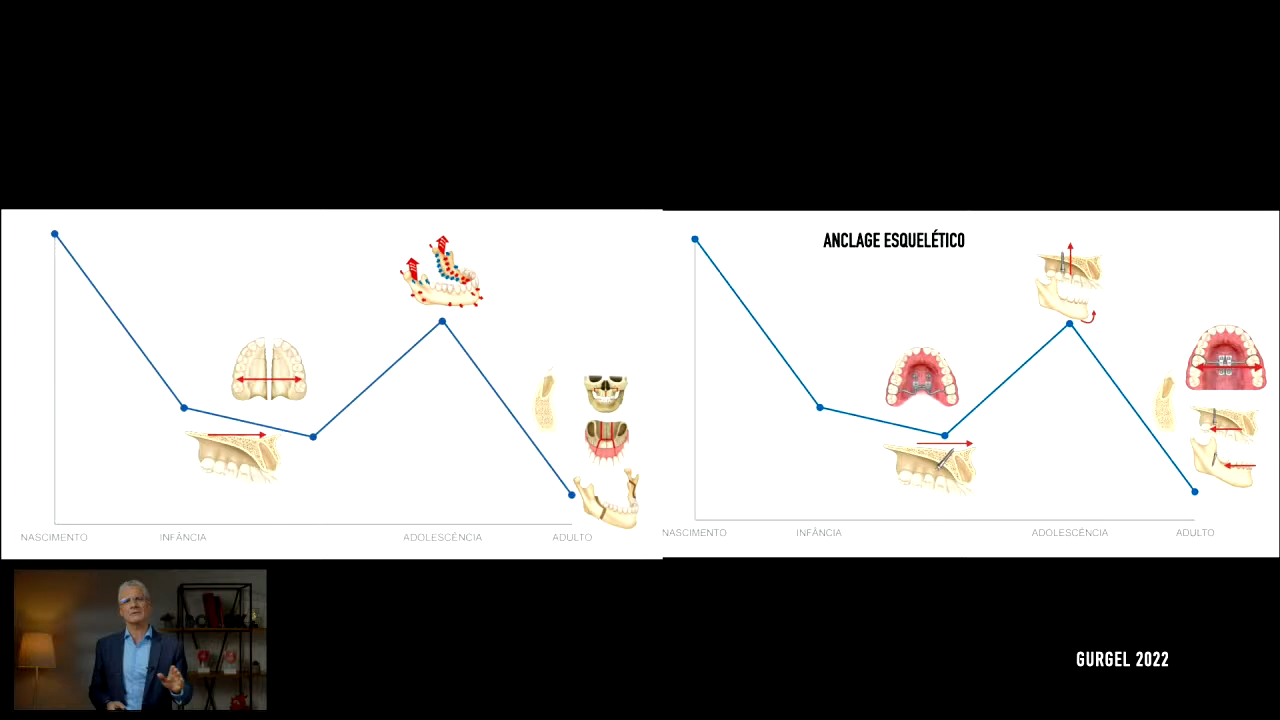 ANCLAGE ESQUELÉTICO
NASCIMENTO INFÂNCIA ADOLESCÊNCIA ADULTO
NASCIMENTO INFÂNCIA ADOLESCÊNCIA ADULTO
GURGEL 2022